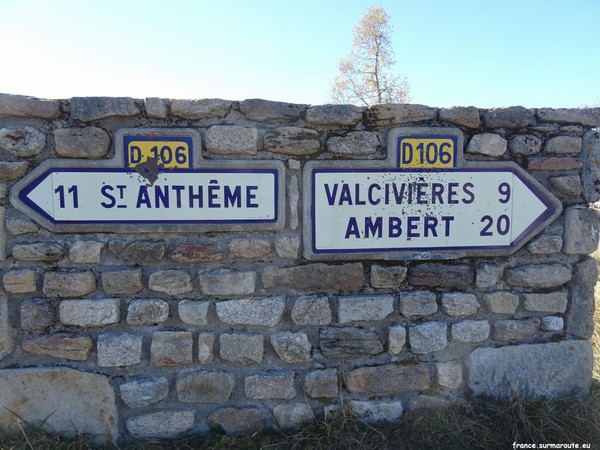 D.106
11 ST ANTHÊME
D106
VALCIVIÈRES 9
AMBERT 20
france.surmaroute.eu